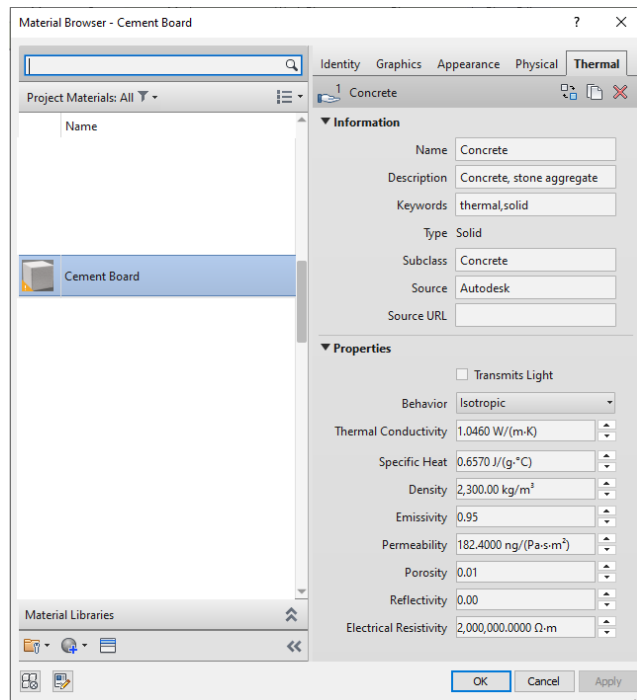 Material Browser - Cement Board
? ×
Identity Graphics Appearance Physical Thermal
Project Materials: All
1 Concrete
Name
Cement Board
Information
Name Concrete
Description Concrete, stone aggregate
Keywords thermal,solid
Type Solid
Subclass Concrete
Source Autodesk
Source URL
Properties
Transmits Light
Behavior Isotropic
Thermal Conductivity 1.0460 W/(m·K)
Specific Heat 0.6570 J/(g·°C)
Density 2,300.00 kg/m³
Emissivity 0.95
Permeability 182.4000 ng/(Pa·s·m²)
Porosity 0.01
Reflectivity 0.00
Electrical Resistivity 2,000,000.0000 Ω·m
Material Libraries
OK Cancel Apply